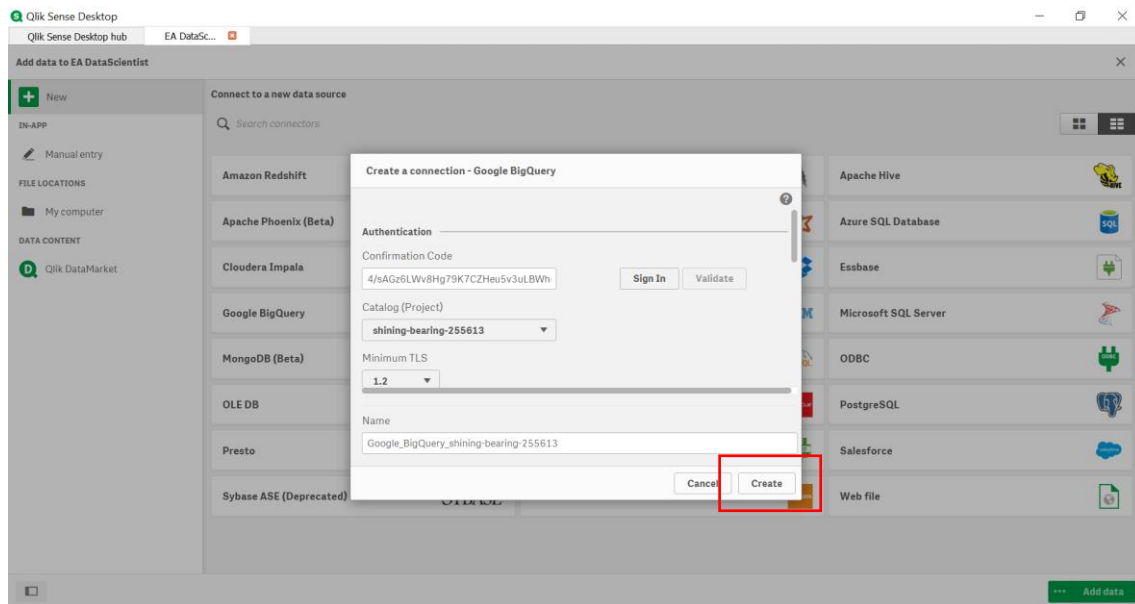 Qlik Sense Desktop
Qlik Sense Desktop hub
EA DataSc...
Add data to EA DataScientist
New
IN-APP
Manual entry
FILE LOCATIONS
My computer
DATA CONTENT
Qlik DataMarket
Connect to a new data source
Search connectors
Amazon Redshift
Apache Hive
Apache Phoenix (Beta)
Azure SQL Database
SQL
Cloudera Impala
Essbase
Google BigQuery
Microsoft SQL Server
MongoDB (Beta)
ODBC
OLE DB
PostgreSQL
Presto
Salesforce
Sybase ASE (Deprecated)
Web file
Create a connection - Google BigQuery
Authentication
Confirmation Code
4/sAGz6LWv8Hg79K7CZHeu5v3uLBWh
Sign In
Validate
Catalog (Project)
shining-bearing-255613
Minimum TLS
1.2
Name
Google_BigQuery_shining-bearing-255613
Cancel
Create
Add data